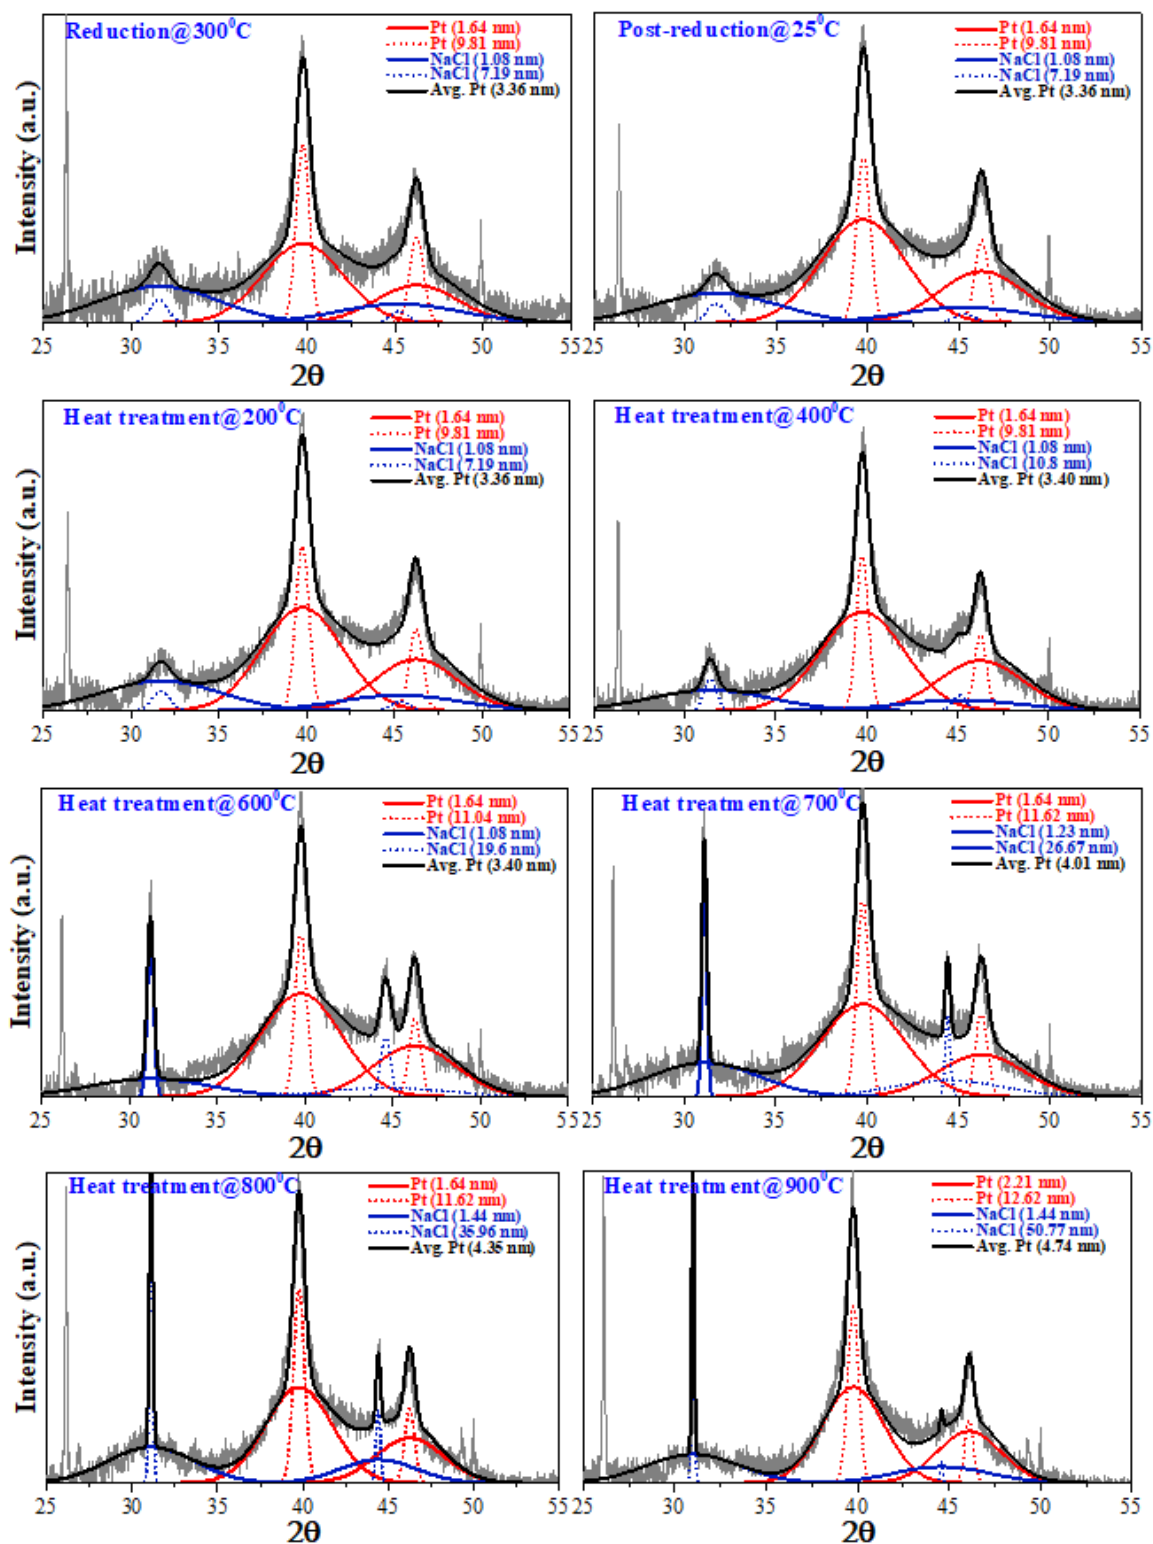 Reduction@300⁰C
Pt (1.64 nm)
Pt (9.81 nm)
NaCl (1.08 nm)
NaCl (7.19 nm)
Avg. Pt (3.36 nm)
Intensity (a.u.)
25 30 35 40 45 50 55
2θ
Post-reduction@25⁰C
Pt (1.64 nm)
Pt (9.81 nm)
NaCl (1.08 nm)
NaCl (7.19 nm)
Avg. Pt (3.36 nm)
25 30 35 40 45 50 55
2θ
Heat treatment@200⁰C
Pt (1.64 nm)
Pt (9.81 nm)
NaCl (1.08 nm)
NaCl (7.19 nm)
Avg. Pt (3.36 nm)
Intensity (a.u.)
25 30 35 40 45 50 55
2θ
Heat treatment@400⁰C
Pt (1.64 nm)
Pt (9.81 nm)
NaCl (1.08 nm)
NaCl (10.8 nm)
Avg. Pt (3.40 nm)
25 30 35 40 45 50 55
2θ
Heat treatment@600⁰C
Pt (1.64 nm)
Pt (11.04 nm)
NaCl (1.08 nm)
NaCl (19.6 nm)
Avg. Pt (3.40 nm)
Intensity (a.u.)
25 30 35 40 45 50 55
2θ
Heat treatment@700⁰C
Pt (1.64 nm)
Pt (11.62 nm)
NaCl (1.23 nm)
NaCl (26.67 nm)
Avg. Pt (4.01 nm)
25 30 35 40 45 50 55
2θ
Heat treatment@800⁰C
Pt (1.64 nm)
Pt (11.62 nm)
NaCl (1.44 nm)
NaCl (35.96 nm)
Avg. Pt (4.35 nm)
Intensity (a.u.)
25 30 35 40 45 50 55
2θ
Heat treatment@900⁰C
Pt (2.21 nm)
Pt (12.62 nm)
NaCl (1.44 nm)
NaCl (50.77 nm)
Avg. Pt (4.74 nm)
25 30 35 40 45 50 55
2θ